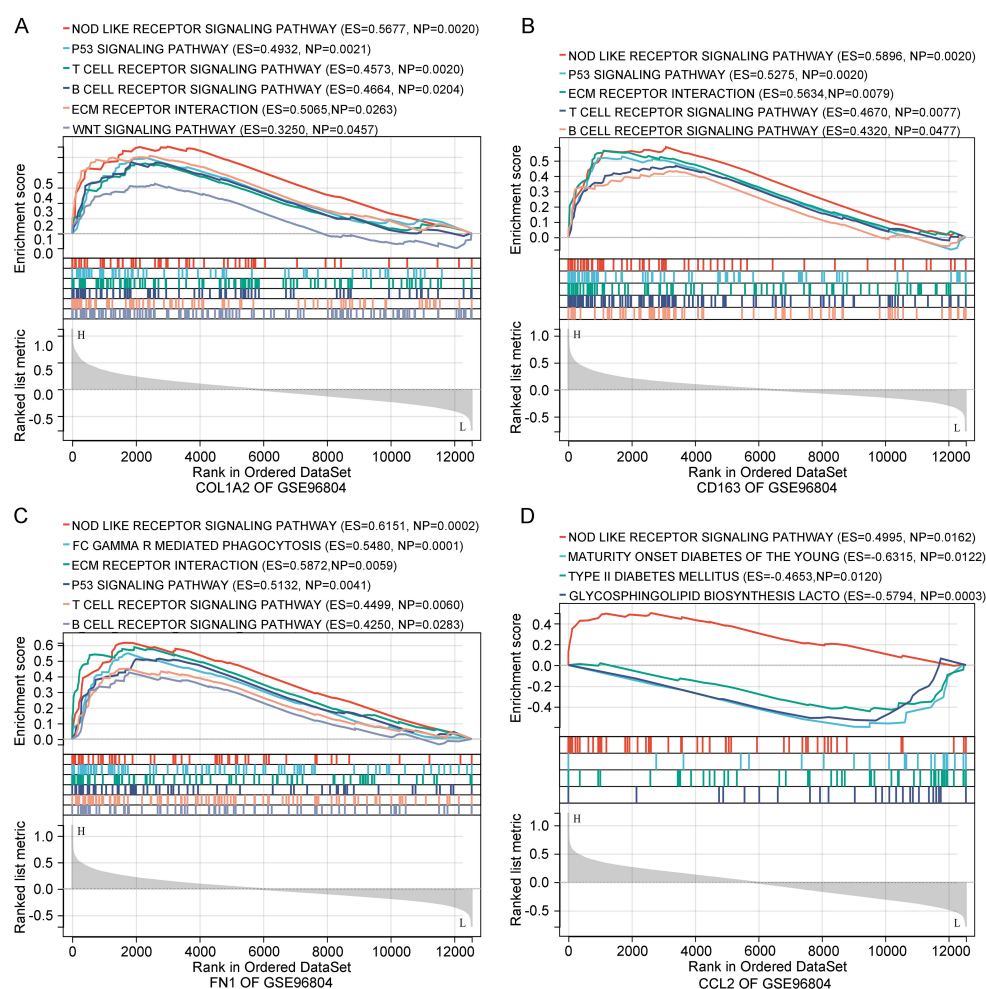 A
NOD LIKE RECEPTOR SIGNALING PATHWAY (ES=0.5677, NP=0.0020)
P53 SIGNALING PATHWAY (ES=0.4932, NP=0.0021)
T CELL RECEPTOR SIGNALING PATHWAY (ES=0.4573, NP=0.0020)
B CELL RECEPTOR SIGNALING PATHWAY (ES=0.4664, NP=0.0204)
ECM RECEPTOR INTERACTION (ES=0.5065,NP=0.0263)
WNT SIGNALING PATHWAY (ES=0.3250, NP=0.0457)
Enrichment score
0.5
0.4
0.3
0.2
0.1
0.0
Ranked list metric
1.0
0.5
0.0
-0.5
H
L
0 2000 4000 6000 8000 10000 12000
Rank in Ordered DataSet
COL1A2 OF GSE96804
B
NOD LIKE RECEPTOR SIGNALING PATHWAY (ES=0.5896, NP=0.0020)
P53 SIGNALING PATHWAY (ES=0.5275, NP=0.0020)
ECM RECEPTOR INTERACTION (ES=0.5634,NP=0.0079)
T CELL RECEPTOR SIGNALING PATHWAY (ES=0.4670, NP=0.0077)
B CELL RECEPTOR SIGNALING PATHWAY (ES=0.4320, NP=0.0477)
Enrichment score
0.5
0.4
0.3
0.2
0.1
0.0
Ranked list metric
1.0
0.5
0.0
-0.5
H
L
0 2000 4000 6000 8000 10000 12000
Rank in Ordered DataSet
CD163 OF GSE96804
C
NOD LIKE RECEPTOR SIGNALING PATHWAY (ES=0.6151, NP=0.0002)
FC GAMMA R MEDIATED PHAGOCYTOSIS (ES=0.5480, NP=0.0001)
ECM RECEPTOR INTERACTION (ES=0.5872,NP=0.0059)
P53 SIGNALING PATHWAY (ES=0.5132, NP=0.0041)
T CELL RECEPTOR SIGNALING PATHWAY (ES=0.4499, NP=0.0060)
B CELL RECEPTOR SIGNALING PATHWAY (ES=0.4250, NP=0.0283)
Enrichment score
0.6
0.5
0.4
0.3
0.2
0.1
0.0
Ranked list metric
1.0
0.5
0.0
-0.5
H
L
0 2000 4000 6000 8000 10000 12000
Rank in Ordered DataSet
FN1 OF GSE96804
D
NOD LIKE RECEPTOR SIGNALING PATHWAY (ES=0.4995, NP=0.0162)
MATURITY ONSET DIABETES OF THE YOUNG (ES=-0.6315, NP=0.0122)
TYPE II DIABETES MELLITUS (ES=-0.4653,NP=0.0120)
GLYCOSPHINGOLIPID BIOSYNTHESIS LACTO (ES=-0.5794, NP=0.0003)
Enrichment score
0.4
0.2
0.0
-0.2
-0.4
Ranked list metric
1.0
0.5
0.0
-0.5
H
L
0 2000 4000 6000 8000 10000 12000
Rank in Ordered DataSet
CCL2 OF GSE96804